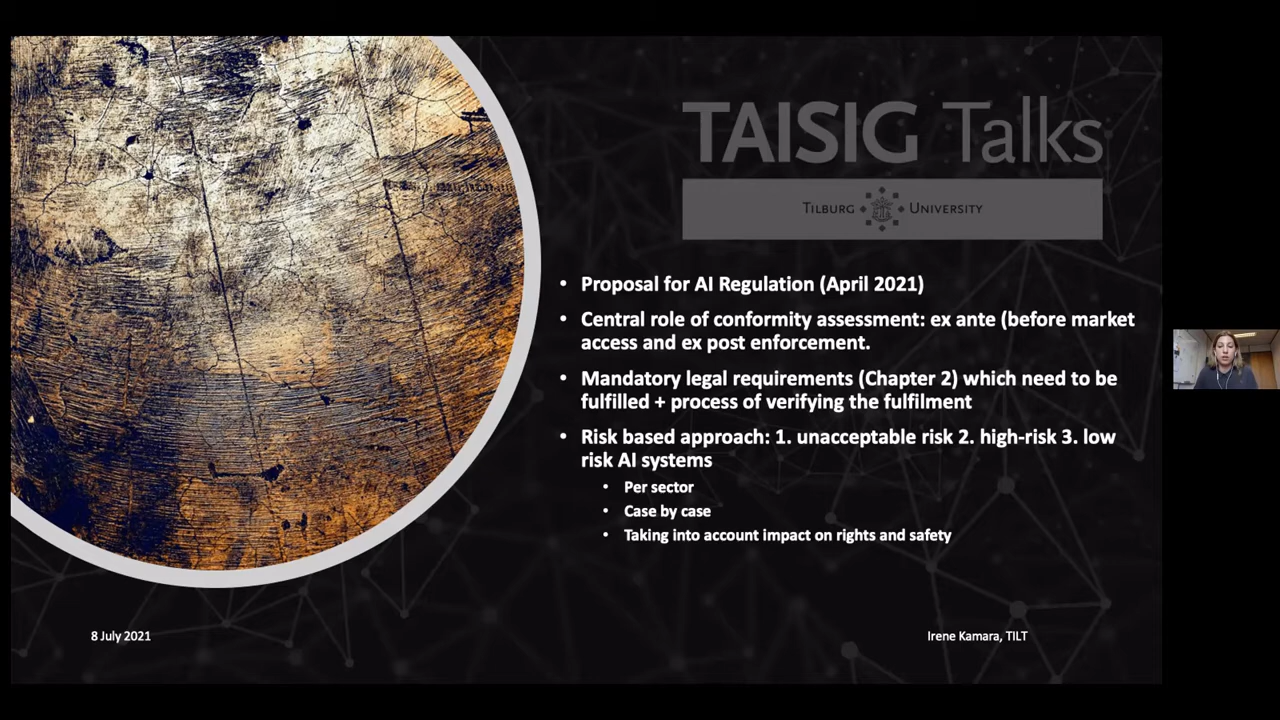 TAISIG Talks
TILBURG UNIVERSITY
• Proposal for AI Regulation (April 2021)
• Central role of conformity assessment: ex ante (before market
access and ex post enforcement.
• Mandatory legal requirements (Chapter 2) which need to be
fulfilled + process of verifying the fulfilment
• Risk based approach: 1. unacceptable risk 2. high-risk 3. low
risk AI systems
• Per sector
• Case by case
• Taking into account impact on rights and safety
8 July 2021
Irene Kamara, TILT